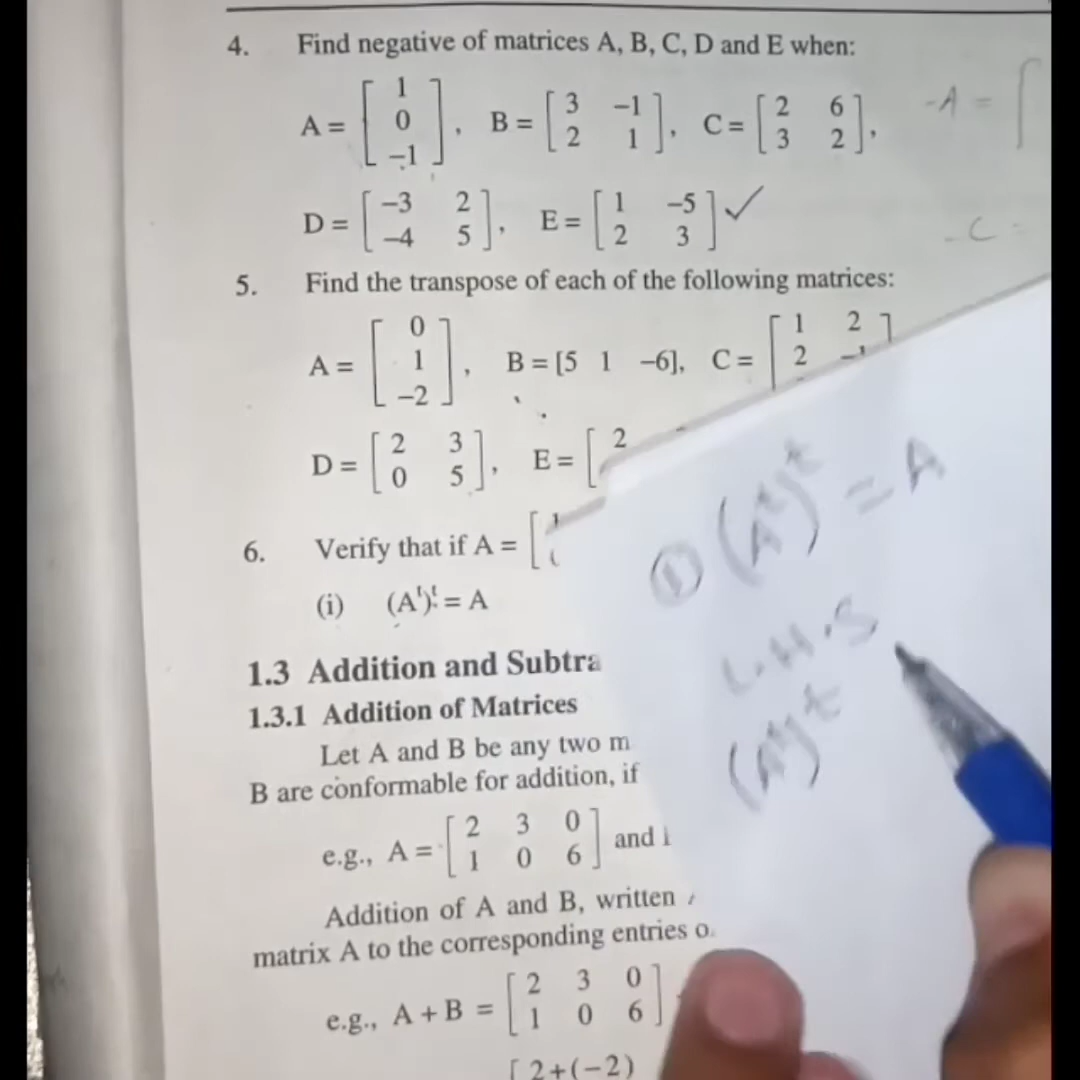 4. Find negative of matrices A, B, C, D and E when:
A = [1 0 -1], B = [3 -1 2 1], C = [2 6 3 2],
-A =
D = [-3 2 -4 5], E = [1 -5 2 3] ✓
-C =
5. Find the transpose of each of the following matrices:
A = [0 1 -2], B = [5 1 -6], C = [1 2 2 -1
D = [2 3 0 5], E = [2
6. Verify that if A = [1
(i) (Aᵗ)ᵗ = A
① (Aᵗ)ᵗ = A
L.H.S
(Aᵗ)ᵗ
1.3 Addition and Subtra
1.3.1 Addition of Matrices
Let A and B be any two m
B are conformable for addition, if
e.g., A = [2 3 0 1 0 6] and
Addition of A and B, written
matrix A to the corresponding entries o
e.g., A + B = [2 3 0 1 0 6]
[2+(-2)